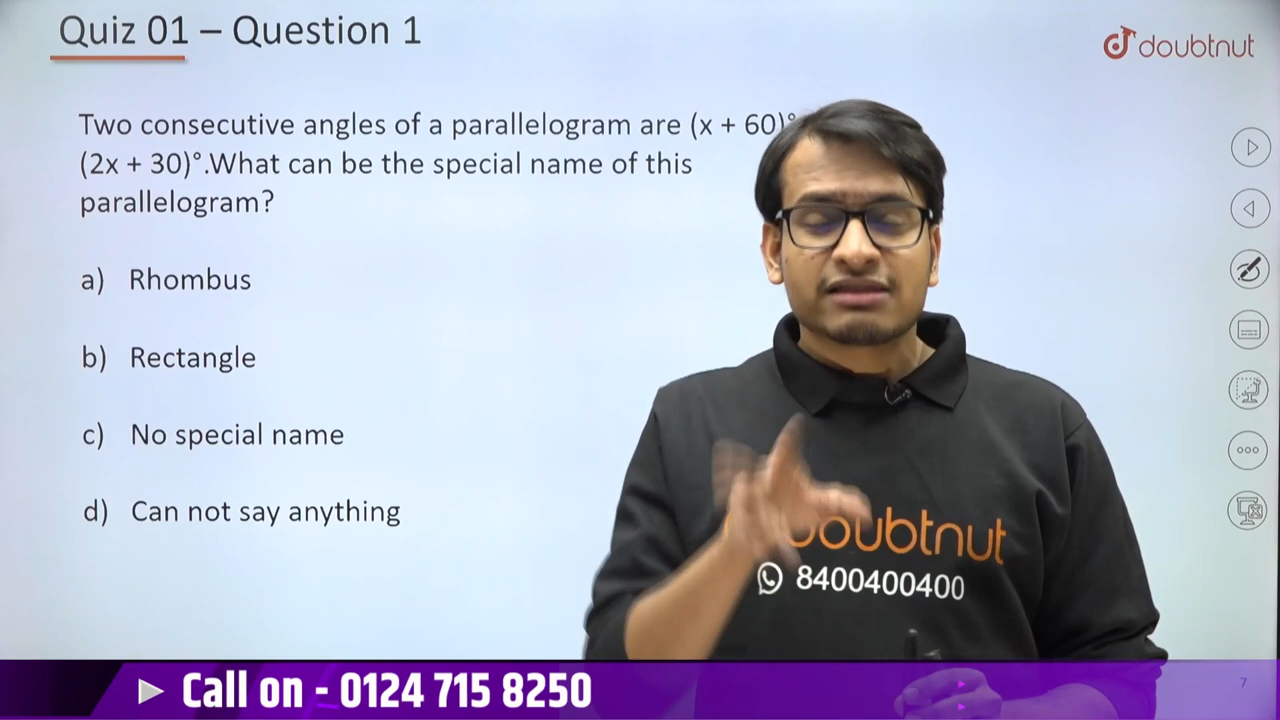 Quiz 01 – Question 1
doubtnut
Two consecutive angles of a parallelogram are (x + 60)°
(2x + 30)°.What can be the special name of this
parallelogram?
a) Rhombus
b) Rectangle
c) No special name
d) Can not say anything
doubtnut
8400400400
Call on - 0124 715 8250
7